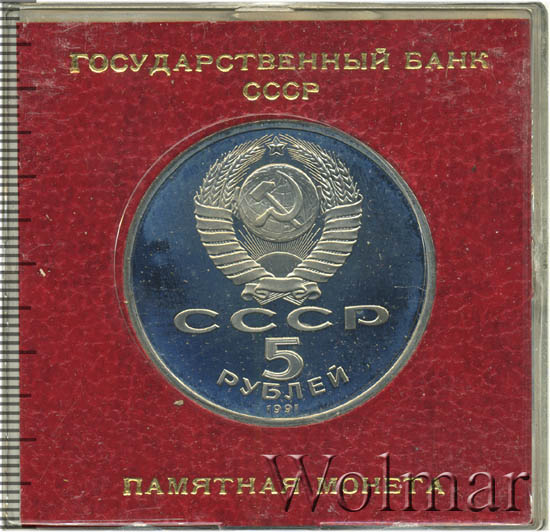 ГОСУДАРСТВЕННЫЙ БАНК
СССР
СССР
5
РУБЛЕЙ
1991
ПАМЯТНАЯ МОНЕТА
Wolmar